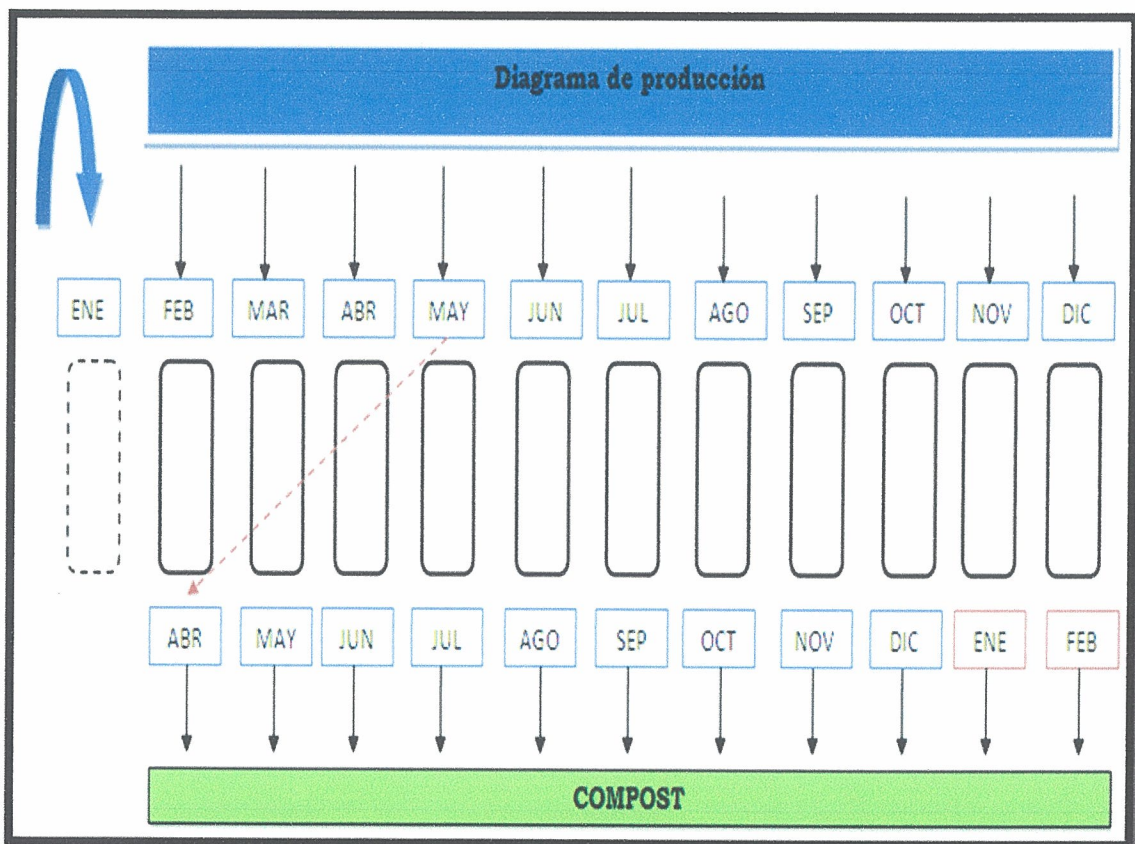 Diagrama de producción
ENE FEB MAR ABR MAY JUN JUL AGO SEP OCT NOV DIC
ABR MAY JUN JUL AGO SEP OCT NOV DIC ENE FEB
COMPOST